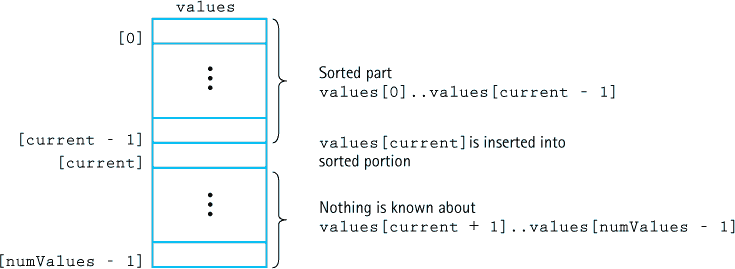 values
[0]
Sorted part
values[0]..values[current - 1]
[current - 1]
values[current] is inserted into
[current]
sorted portion
Nothing is known about
values[current + 1]..values[numValues - 1]
[numValues - 1]